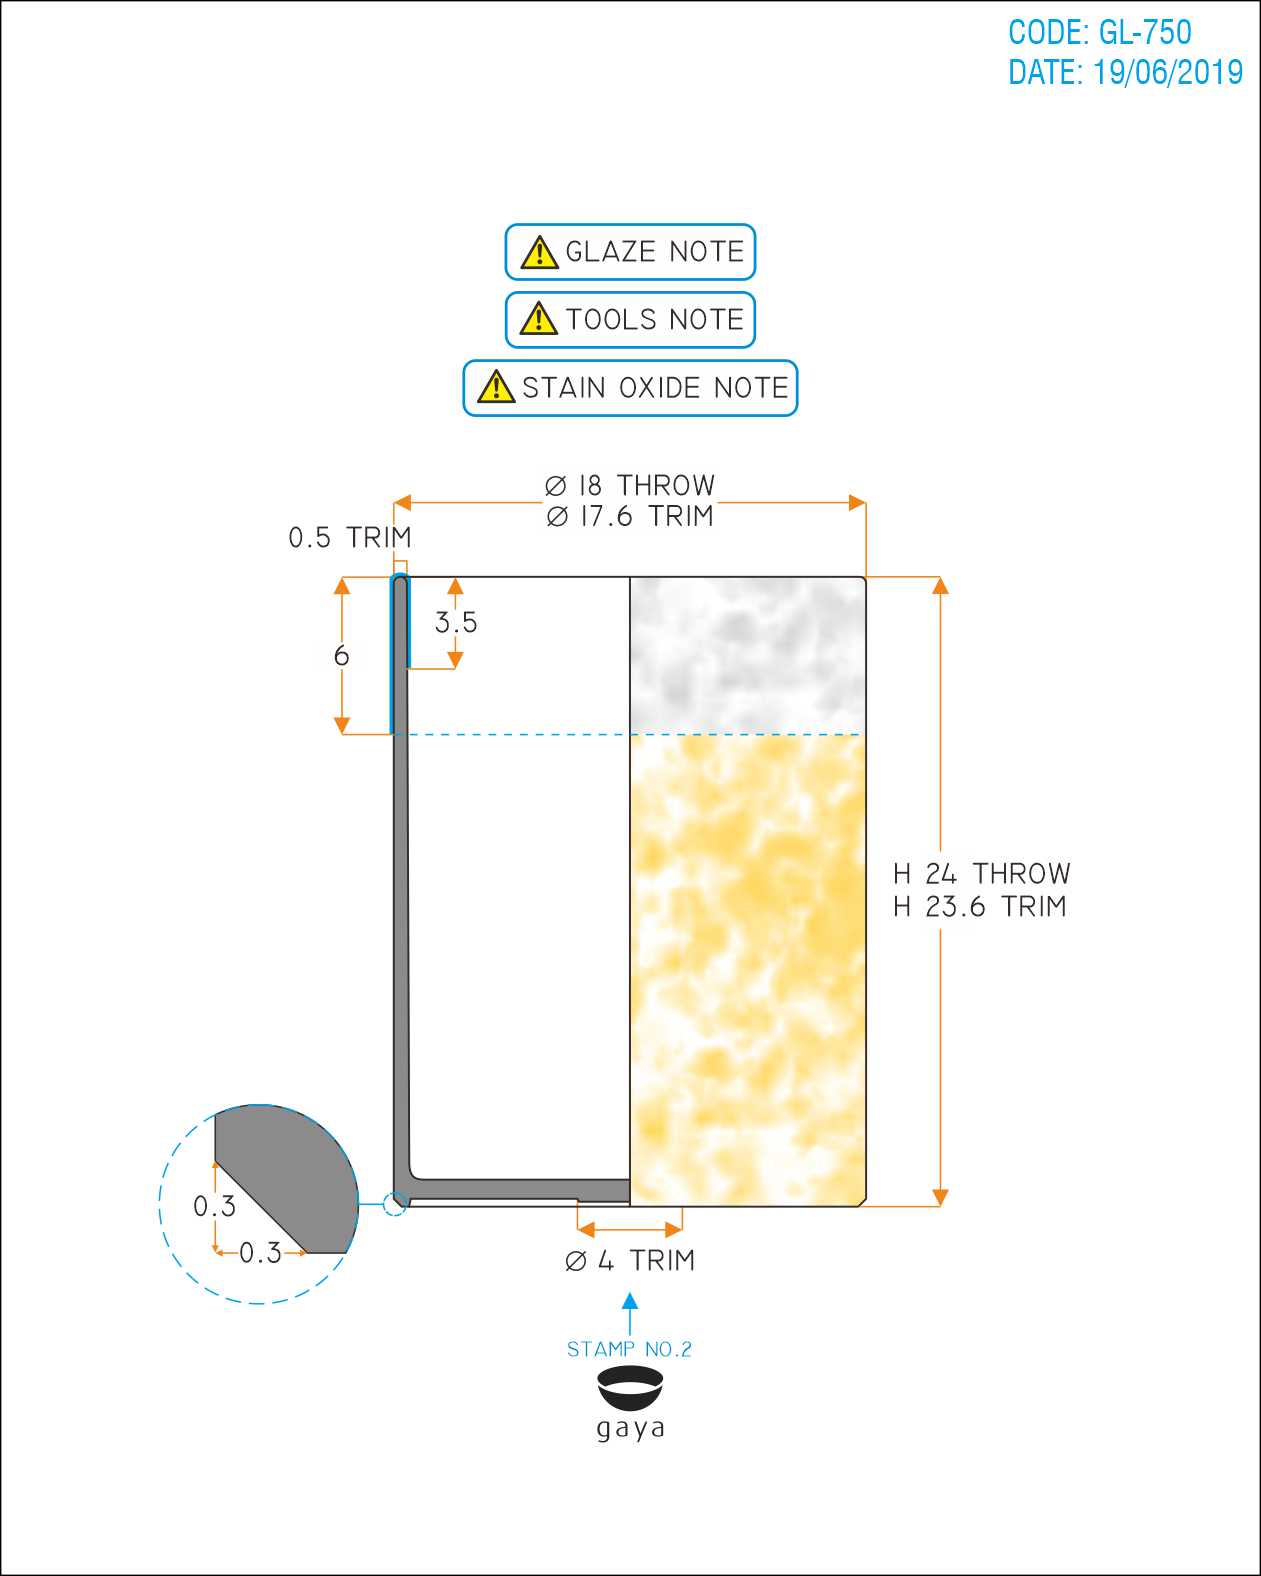 CODE: GL-750
DATE: 19/06/2019
GLAZE NOTE
TOOLS NOTE
STAIN OXIDE NOTE
Ø 18 THROW
Ø 17.6 TRIM
0.5 TRIM
3.5
6
H 24 THROW
H 23.6 TRIM
0.3
0.3
Ø 4 TRIM
STAMP NO.2
gaya